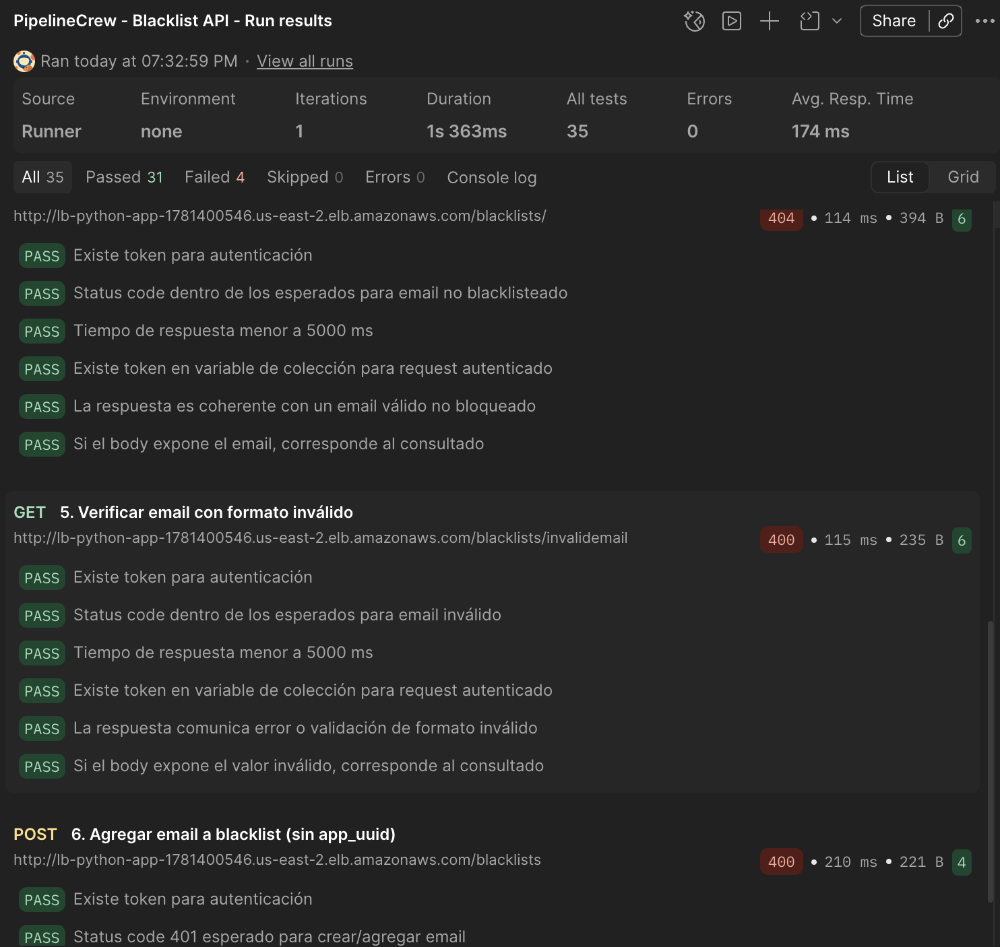 PipelineCrew - Blacklist API - Run results
Share
Ran today at 07:32:59 PM · View all runs
Source Environment Iterations Duration All tests Errors Avg. Resp. Time
Runner none 1 1s 363ms 35 0 174 ms
All 35 Passed 31 Failed 4 Skipped 0 Errors 0 Console log List Grid
http://lb-python-app-1781400546.us-east-2.elb.amazonaws.com/blacklists/ 404 • 114 ms • 394 B 6
PASS Existe token para autenticación
PASS Status code dentro de los esperados para email no blacklisteado
PASS Tiempo de respuesta menor a 5000 ms
PASS Existe token en variable de colección para request autenticado
PASS La respuesta es coherente con un email válido no bloqueado
PASS Si el body expone el email, corresponde al consultado
GET 5. Verificar email con formato inválido
http://lb-python-app-1781400546.us-east-2.elb.amazonaws.com/blacklists/invalidemail 400 • 115 ms • 235 B 6
PASS Existe token para autenticación
PASS Status code dentro de los esperados para email inválido
PASS Tiempo de respuesta menor a 5000 ms
PASS Existe token en variable de colección para request autenticado
PASS La respuesta comunica error o validación de formato inválido
PASS Si el body expone el valor inválido, corresponde al consultado
POST 6. Agregar email a blacklist (sin app_uuid)
http://lb-python-app-1781400546.us-east-2.elb.amazonaws.com/blacklists 400 • 210 ms • 221 B 4
PASS Existe token para autenticación
PASS Status code 401 esperado para crear/agregar email